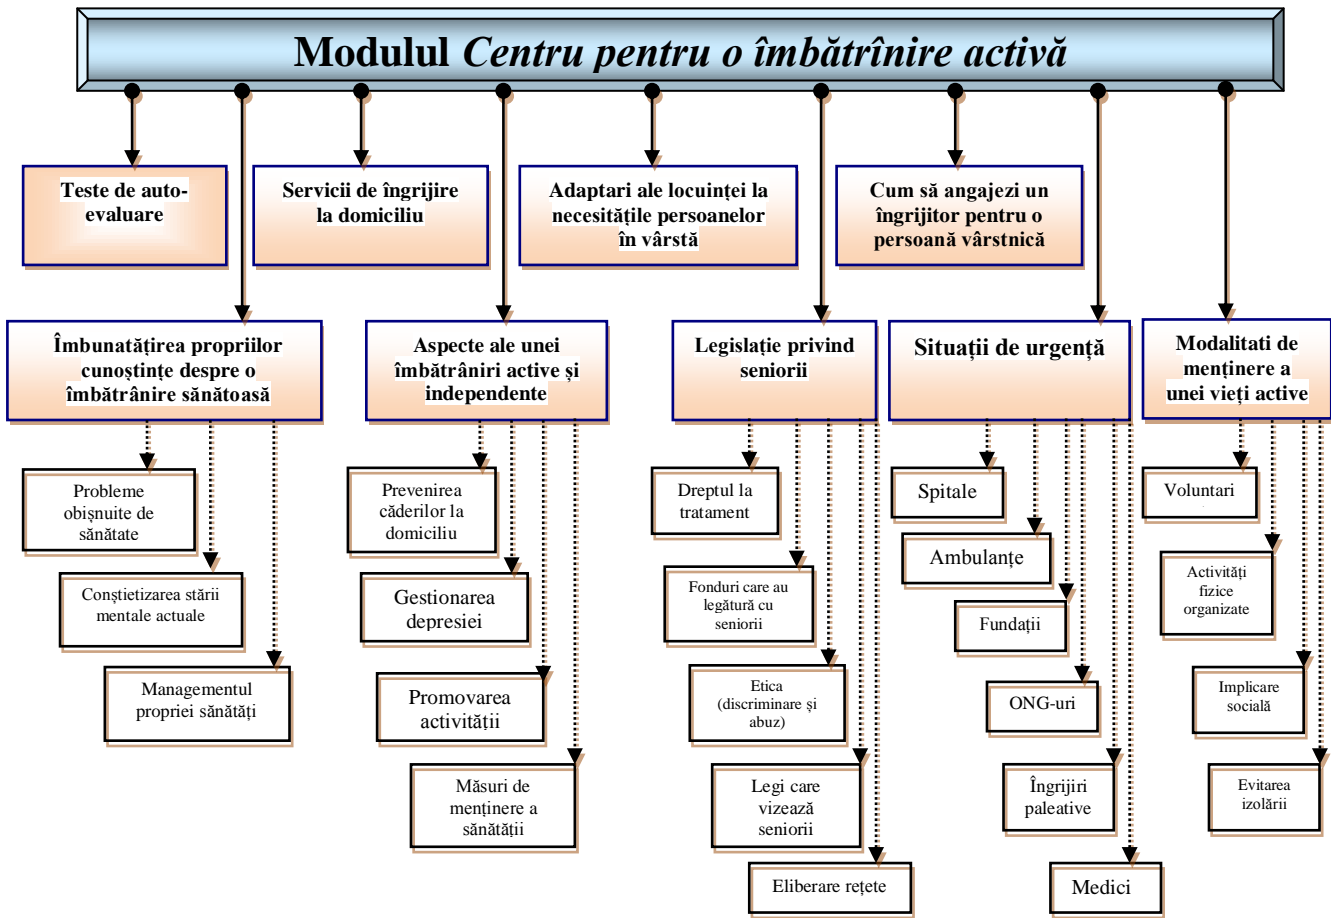 Modulul Centru pentru o îmbătrînire activă
Teste de auto-
evaluare
Servicii de îngrijire
la domiciliu
Adaptari ale locuinței la
necesitățile persoanelor
în vârstă
Cum să angajezi un
îngrijitor pentru o
persoană vârstnică
Îmbunatățirea propriilor
cunoștințe despre o
îmbătrânire sănătoasă
Aspecte ale unei
îmbătrâniri active și
independente
Legislație privind
seniorii
Situații de urgență
Modalitati de
menținere a
unei vieți active
Probleme
obișnuite de
sănătate
Conștietizarea stării
mentale actuale
Managementul
propriei sănătăți
Prevenirea
căderilor la
domiciliu
Gestionarea
depresiei
Promovarea
activității
Măsuri de
menținere a
sănătății
Dreptul la
tratament
Fonduri care au
legătură cu
seniorii
Etica
(discriminare și
abuz)
Legi care
vizează
seniorii
Eliberare rețete
Spitale
Ambulanțe
Fundații
ONG-uri
Îngrijiri
paleative
Medici
Voluntari
Activități
fizice
organizate
Implicare
socială
Evitarea
izolării